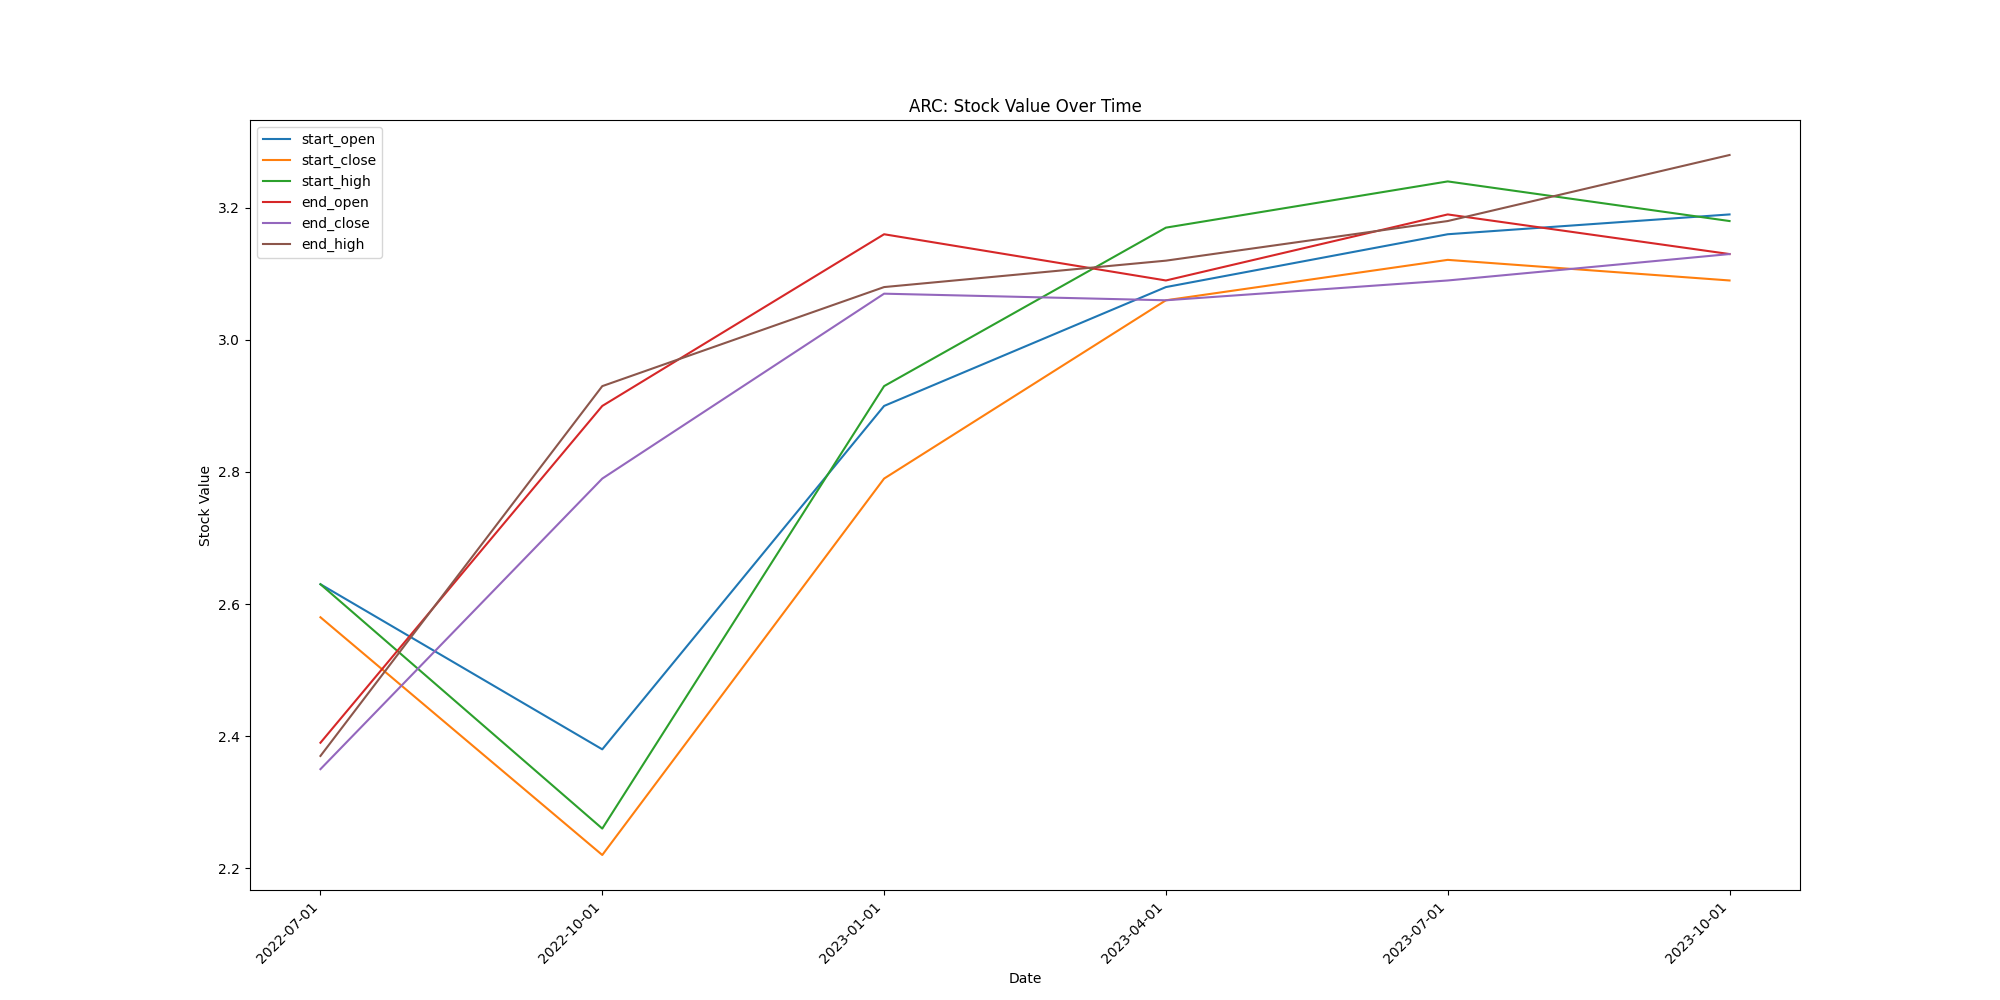 ARC: Stock Value Over Time
start_open
start_close
start_high
end_open
end_close
end_high
3.2
3.0
2.8
2.6
2.4
2.2
Stock Value
2022-07-01
2022-10-01
2023-01-01
2023-04-01
2023-07-01
2023-10-01
Date